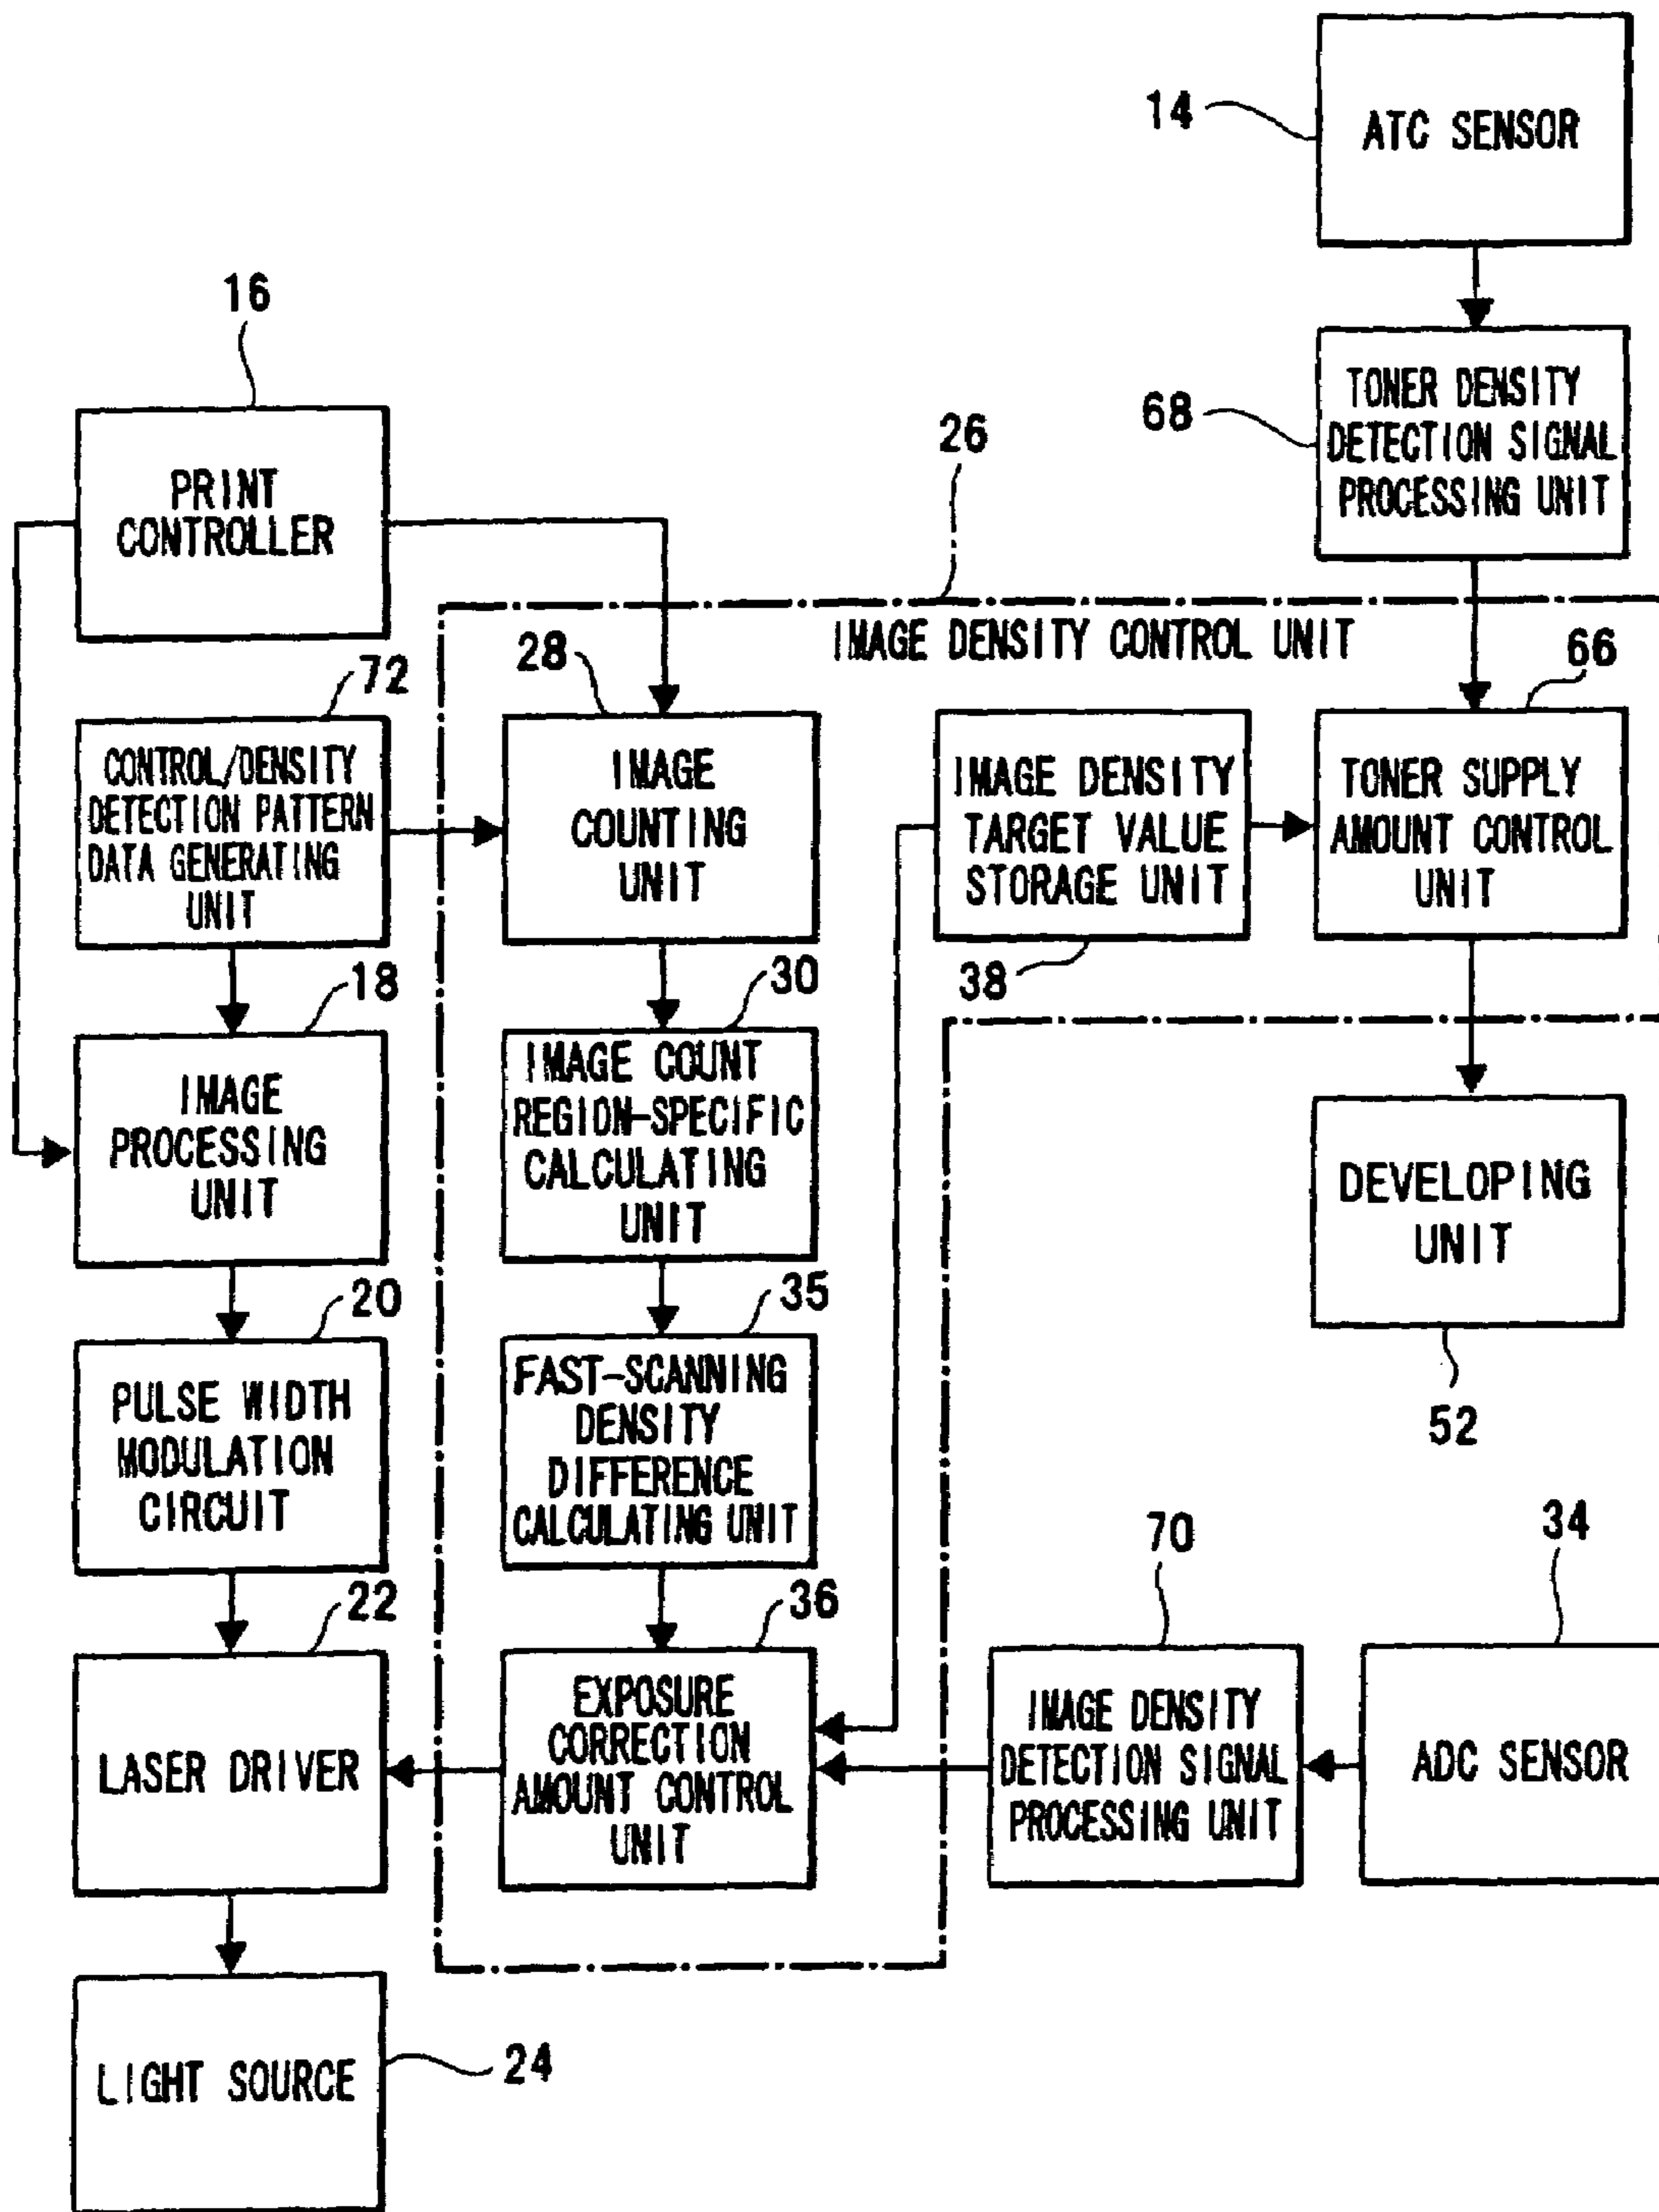 14
ATC SENSOR
16
68
TONER DENSITY
DETECTION SIGNAL
PROCESSING UNIT
PRINT
CONTROLLER
26
IMAGE DENSITY CONTROL UNIT
72
28
66
CONTROL/DENSITY
DETECTION PATTERN
DATA GENERATING
UNIT
IMAGE
COUNTING
UNIT
IMAGE DENSITY
TARGET VALUE
STORAGE UNIT
TONER SUPPLY
AMOUNT CONTROL
UNIT
18
30
38
IMAGE
PROCESSING
UNIT
IMAGE COUNT
REGION-SPECIFIC
CALCULATING
UNIT
DEVELOPING
UNIT
20
35
52
PULSE WIDTH
MODULATION
CIRCUIT
FAST-SCANNING
DENSITY
DIFFERENCE
CALCULATING UNIT
22
36
70
34
LASER DRIVER
EXPOSURE
CORRECTION
AMOUNT CONTROL
UNIT
IMAGE DENSITY
DETECTION SIGNAL
PROCESSING UNIT
ADC SENSOR
LIGHT SOURCE
24